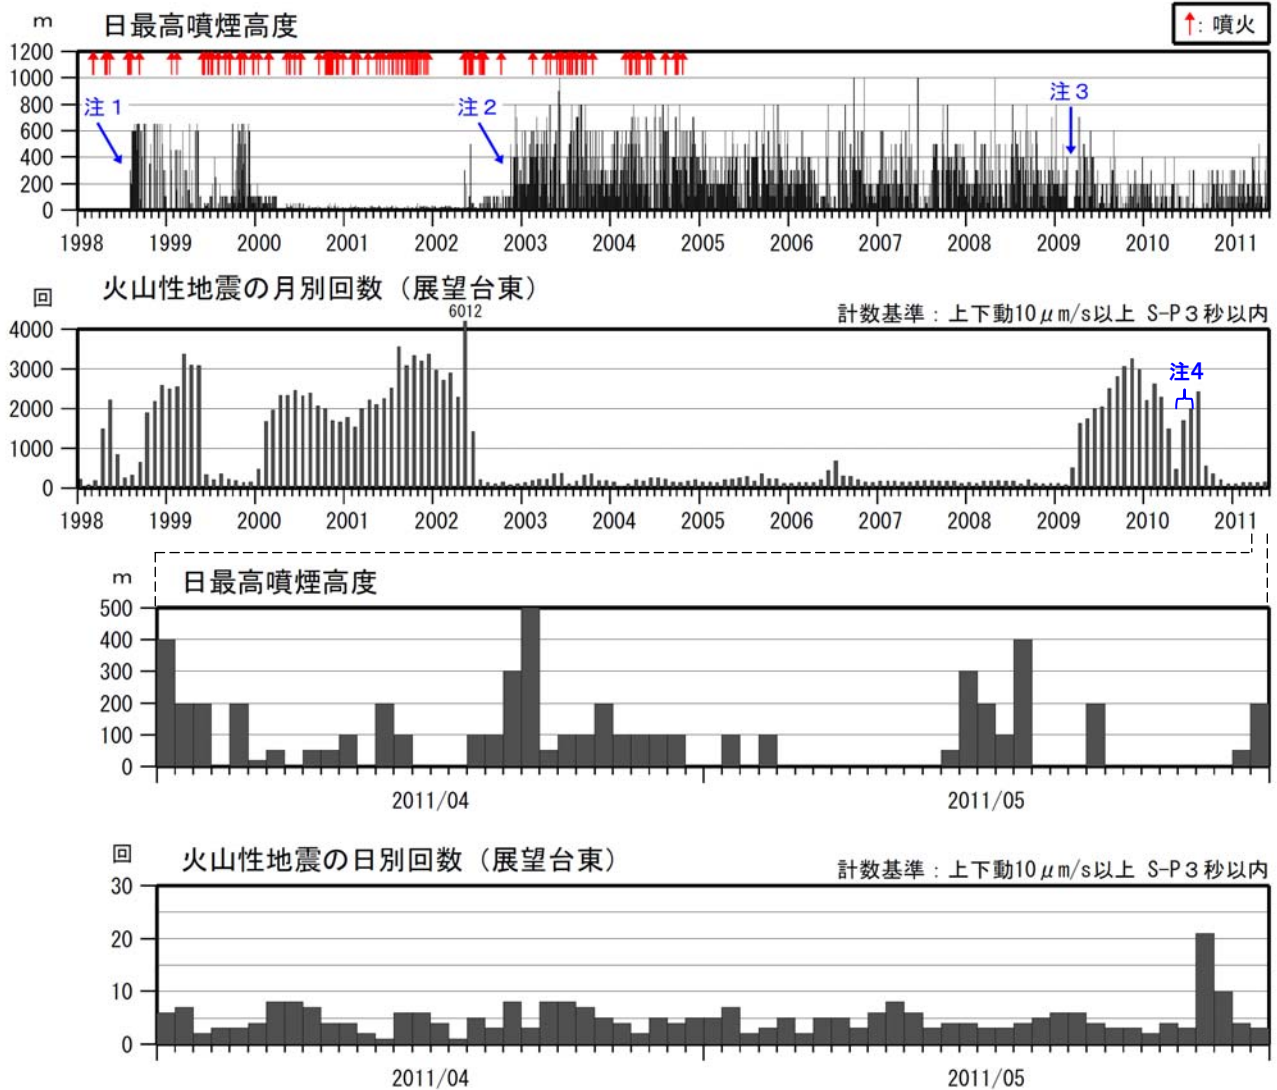 m 日最高噴煙高度
↑: 噴火
1200
1000
800
600
400
200
0
注1
注2
注3
1998 1999 2000 2001 2002 2003 2004 2005 2006 2007 2008 2009 2010 2011
回 火山性地震の月別回数（展望台東）
計数基準：上下動10μm/s以上 S-P3秒以内
6012
4000
3000
2000
1000
0
注4
1998 1999 2000 2001 2002 2003 2004 2005 2006 2007 2008 2009 2010 2011
m 日最高噴煙高度
500
400
300
200
100
0
2011/04 2011/05
回 火山性地震の日別回数（展望台東）
計数基準：上下動10μm/s以上 S-P3秒以内
30
20
10
0
2011/04 2011/05